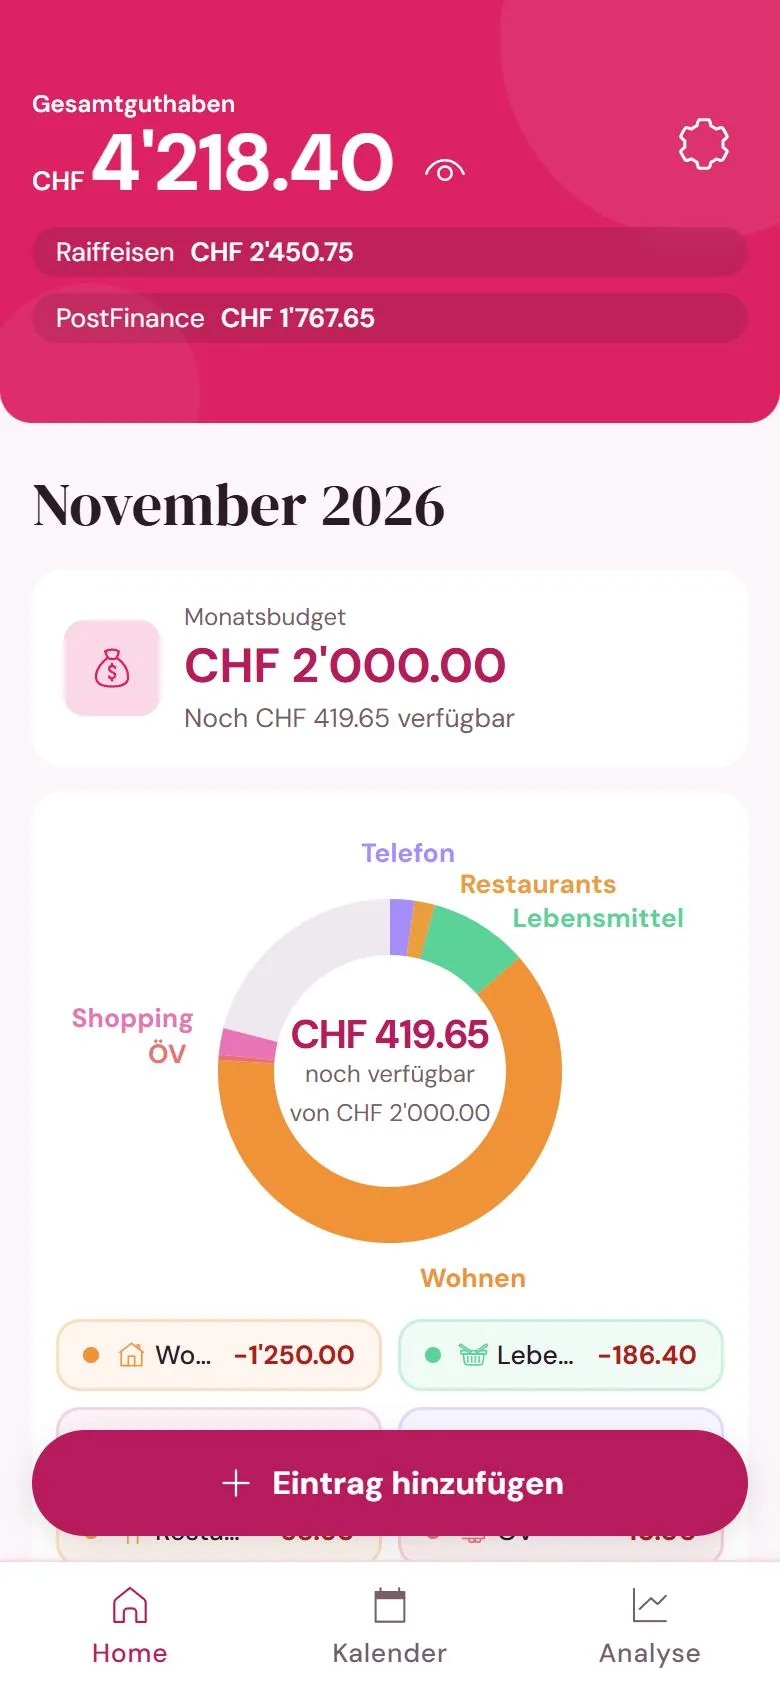 Gesamtguthaben
CHF 4'218.40
Raiffeisen CHF 2'450.75
PostFinance CHF 1'767.65
November 2026
Monatsbudget
CHF 2'000.00
Noch CHF 419.65 verfügbar
Telefon
Restaurants
Lebensmittel
Shopping
ÖV
CHF 419.65
noch verfügbar
von CHF 2'000.00
Wohnen
Wo... -1'250.00
Lebe... -186.40
Eintrag hinzufügen
Home
Kalender
Analyse